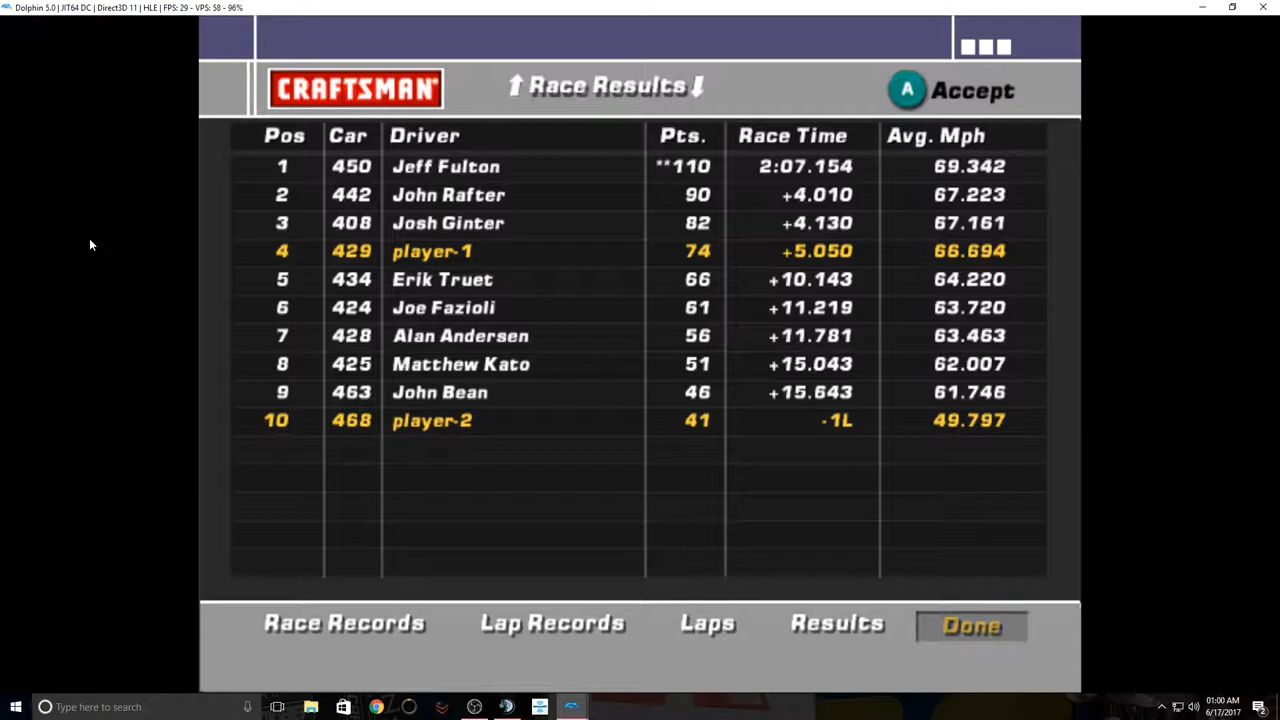 Dolphin 5.0 | JIT64 DC | Direct3D 11 | HLE | FPS: 29 - VPS: 58 - 96%
CRAFTSMAN
Race Results
A Accept
Pos Car Driver Pts. Race Time Avg. Mph
1 450 Jeff Fulton **110 2:07.154 69.342
2 442 John Rafter 90 +4.010 67.223
3 408 Josh Ginter 82 +4.130 67.161
4 429 player-1 74 +5.050 66.694
5 434 Erik Truet 66 +10.143 64.220
6 424 Joe Fazioli 61 +11.219 63.720
7 428 Alan Andersen 56 +11.781 63.463
8 425 Matthew Kato 51 +15.043 62.007
9 463 John Bean 46 +15.643 61.746
10 468 player-2 41 -1L 49.797
Race Records Lap Records Laps Results Done
Type here to search
01:00 AM
6/17/2017
2